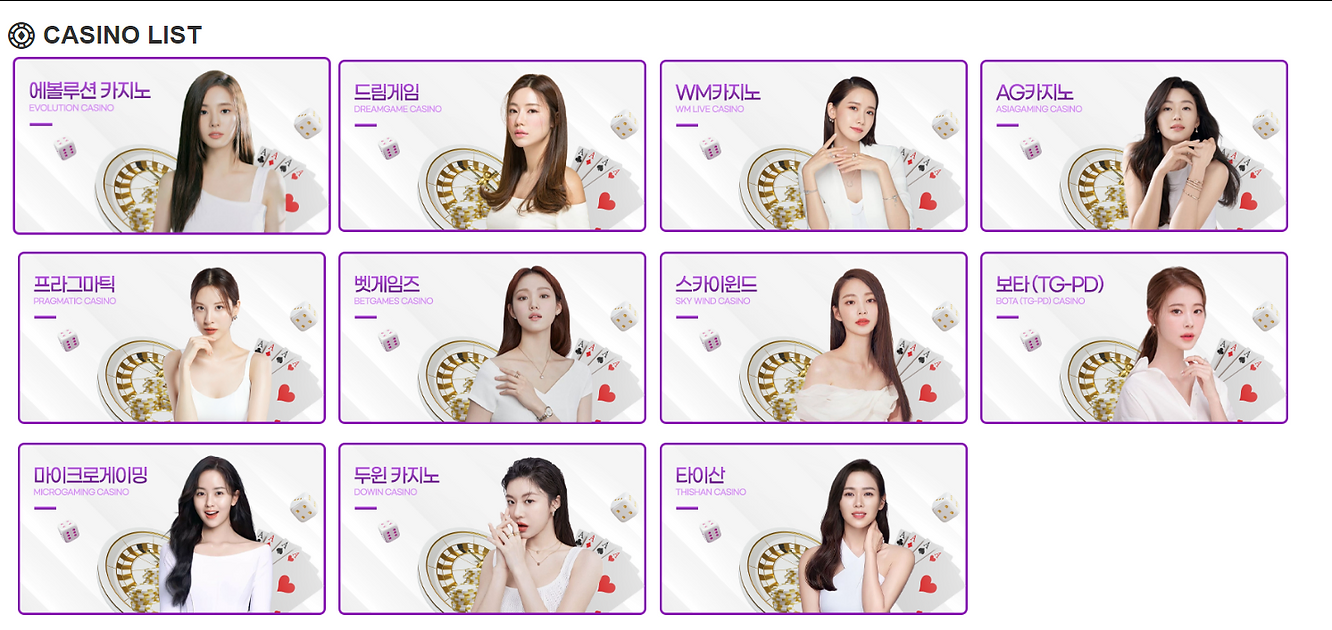 CASINO LIST
에볼루션 카지노
EVOLUTION CASINO
드림게임
DREAMGAME CASINO
WM카지노
WM LIVE CASINO
AG카지노
ASIAGAMING CASINO
프라그마틱
PRAGMATIC CASINO
벳게임즈
BETGAMES CASINO
스카이윈드
SKY WIND CASINO
보타 (TG-PD)
BOTA (TG-PD) CASINO
마이크로게이밍
MICROGAMING CASINO
두윈 카지노
DOWIN CASINO
타이산
THISHAN CASINO